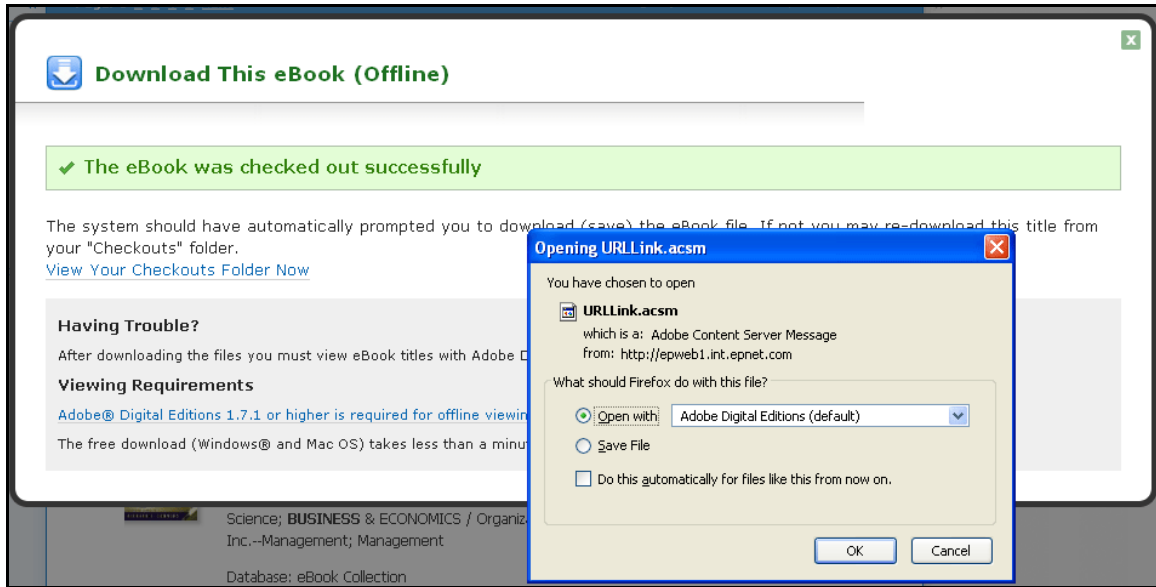 Download This eBook (Offline)
The eBook was checked out successfully
The system should have automatically prompted you to download (save) the eBook file. If not you may re-download this title from
your "Checkouts" folder.
View Your Checkouts Folder Now
Having Trouble?
After downloading the files you must view eBook titles with Adobe
Viewing Requirements
Adobe® Digital Editions 1.7.1 or higher is required for offline
The free download (Windows® and Mac OS) takes less than a
Opening URLLink.acsm
You have chosen to open
URLLink.acsm
which is a: Adobe Content Server Message
from: http://epweb1.int.epnet.com
What should Firefox do with this file?
Open with
Adobe Digital Editions (default)
Save File
Do this automatically for files like this from now on.
OK
Cancel
Science; BUSINESS & ECONOMICS /
Inc.--Management; Management
Database: eBook Collection